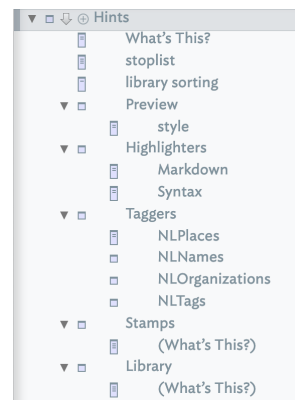 Hints
What's This?
stoplist
library sorting
Preview
style
Highlighters
Markdown
Syntax
Taggers
NLPlaces
NLNames
NLOrganizations
NLTags
Stamps
(What's This?)
Library
(What's This?)